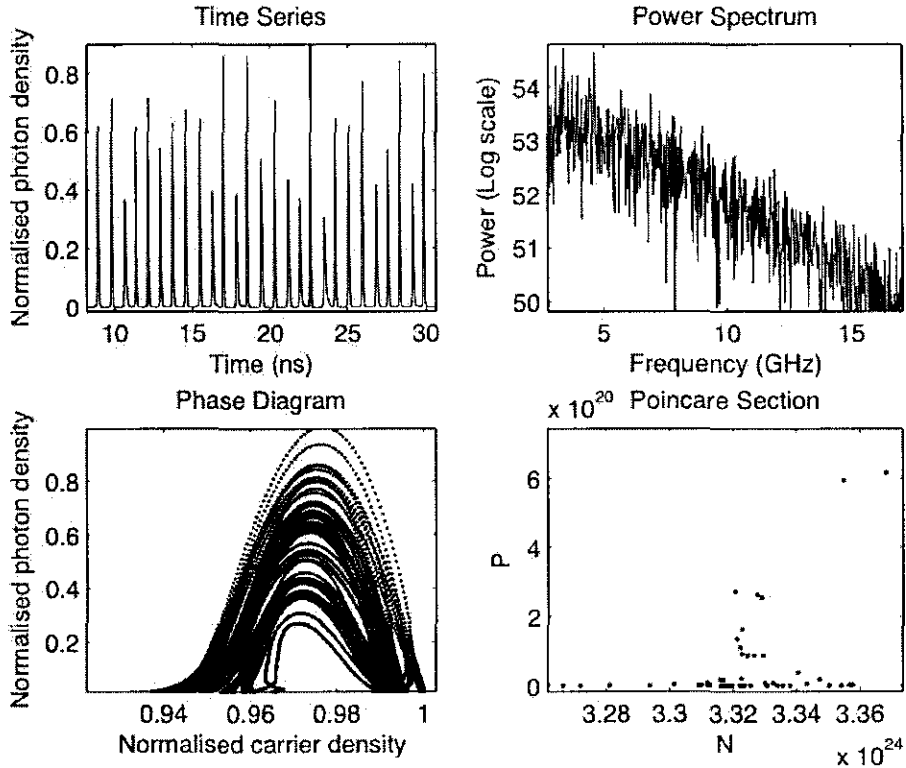 Time Series
Normalised photon density
0.8
0.6
0.4
0.2
0
10
15
20
25
30
Time (ns)
Power Spectrum
Power (Log scale)
54
53
52
51
50
5
10
15
Frequency (GHz)
Phase Diagram
Normalised photon density
0.8
0.6
0.4
0.2
0.94
0.96
0.98
1
Normalised carrier density
x 10^20
Poincare Section
P
6
4
2
0
3.28
3.3
3.32
3.34
3.36
N
x 10^24